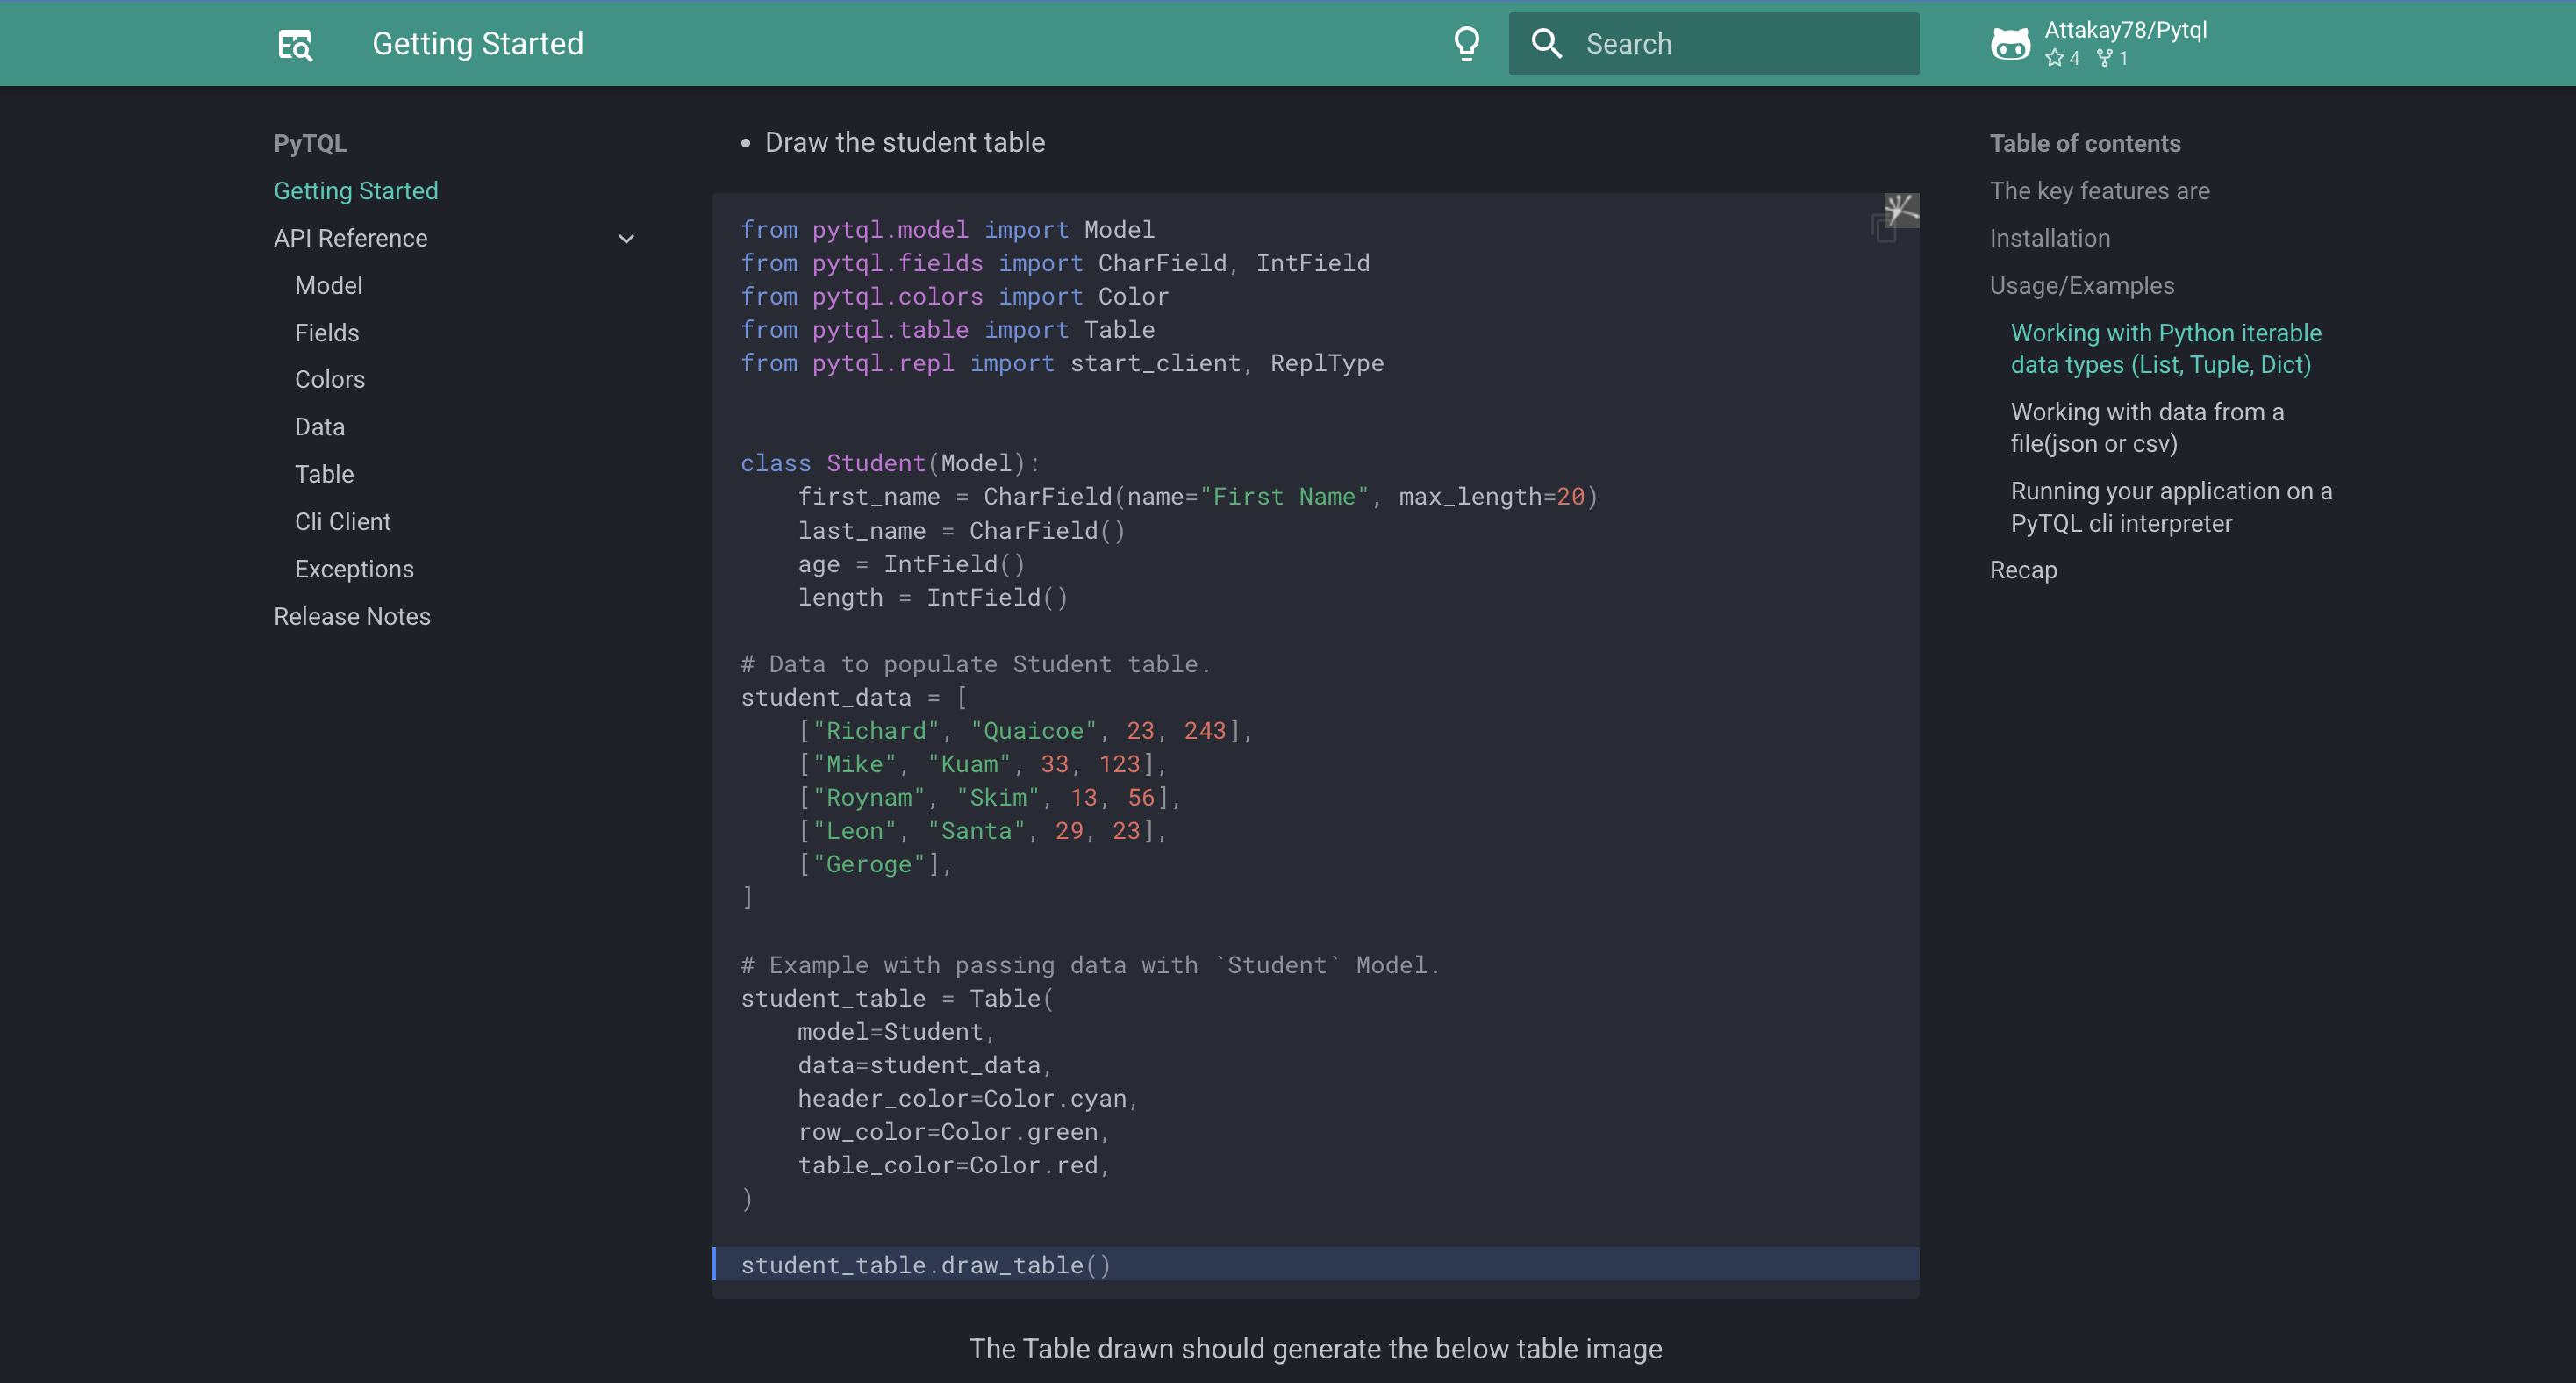 Getting Started
Search
Attakay78/Pytql
4 1
PyTQL
Getting Started
API Reference
Model
Fields
Colors
Data
Table
Cli Client
Exceptions
Release Notes
• Draw the student table
from pytql.model import Model
from pytql.fields import CharField, IntField
from pytql.colors import Color
from pytql.table import Table
from pytql.repl import start_client, ReplType
class Student(Model):
    first_name = CharField(name="First Name", max_length=20)
    last_name = CharField()
    age = IntField()
    length = IntField()
# Data to populate Student table.
student_data = [
    ["Richard", "Quaicoe", 23, 243],
    ["Mike", "Kuam", 33, 123],
    ["Roynam", "Skim", 13, 56],
    ["Leon", "Santa", 29, 23],
    ["Geroge"],
]
# Example with passing data with `Student` Model.
student_table = Table(
    model=Student,
    data=student_data,
    header_color=Color.cyan,
    row_color=Color.green,
    table_color=Color.red,
)
student_table.draw_table()
The Table drawn should generate the below table image
Table of contents
The key features are
Installation
Usage/Examples
Working with Python iterable
data types (List, Tuple, Dict)
Working with data from a
file(json or csv)
Running your application on a
PyTQL cli interpreter
Recap